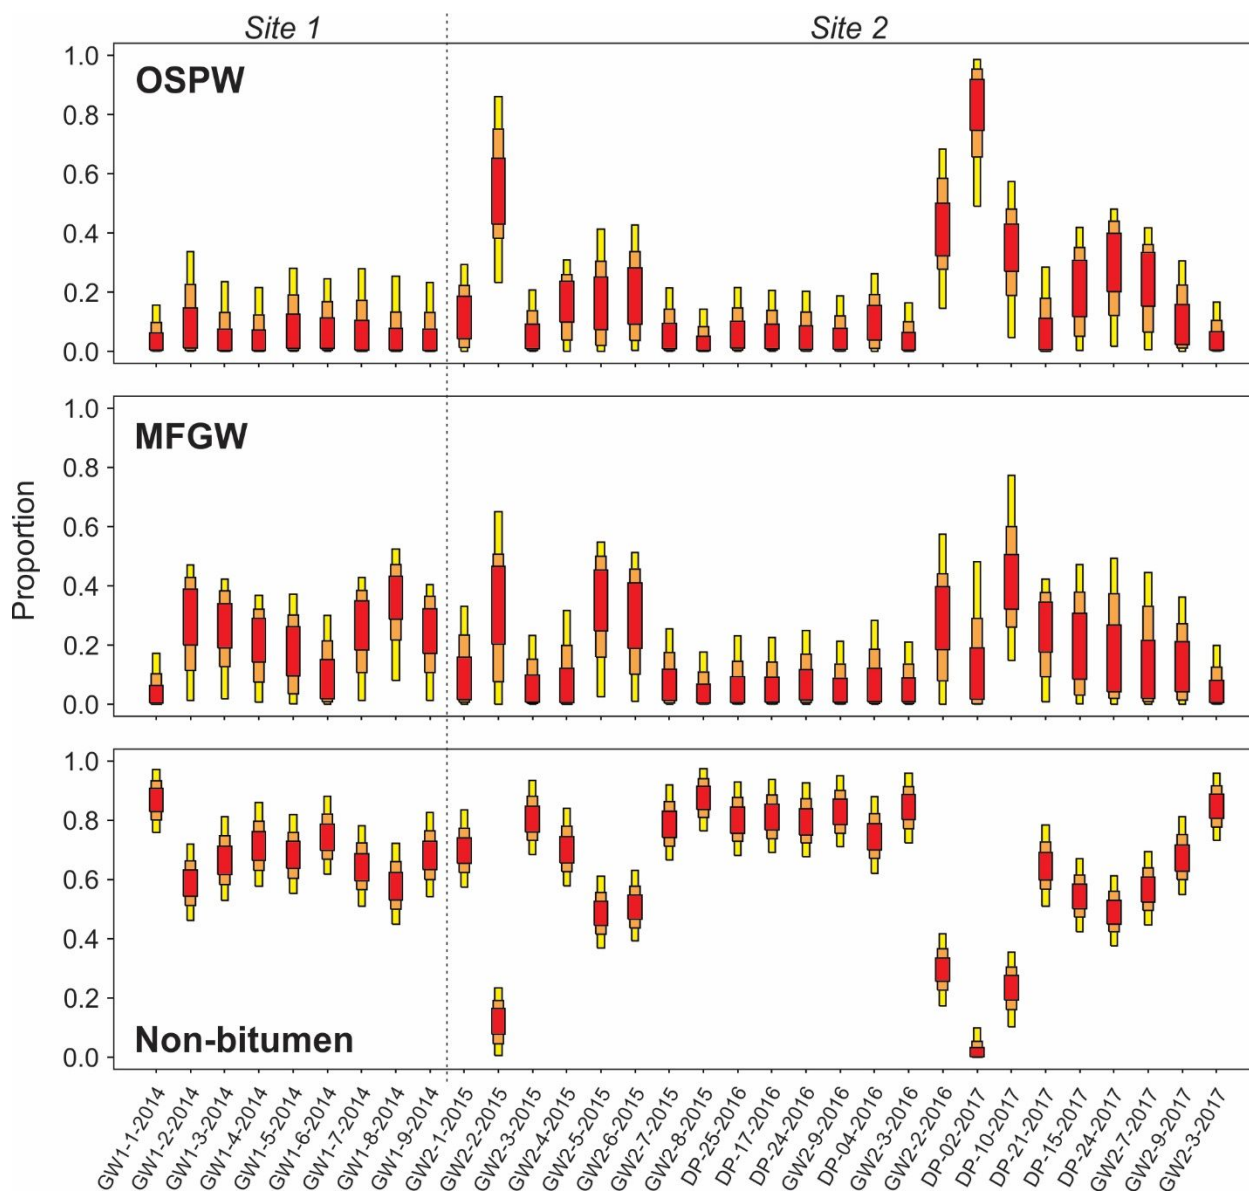 Site 1
Site 2
OSPW
1.0
0.8
0.6
0.4
0.2
0.0
MFGW
1.0
0.8
0.6
0.4
0.2
0.0
Proportion
Non-bitumen
1.0
0.8
0.6
0.4
0.2
0.0
GW1-1-2014
GW1-2-2014
GW1-3-2014
GW1-4-2014
GW1-5-2014
GW1-6-2014
GW1-7-2014
GW1-8-2014
GW1-9-2014
GW2-1-2015
GW2-2-2015
GW2-3-2015
GW2-4-2015
GW2-5-2015
GW2-6-2015
GW2-7-2015
GW2-8-2015
DP-25-2016
DP-17-2016
DP-24-2016
GW2-9-2016
DP-04-2016
GW2-3-2016
GW2-2-2016
DP-02-2017
DP-10-2017
DP-21-2017
DP-15-2017
DP-24-2017
GW2-7-2017
GW2-9-2017
GW2-3-2017